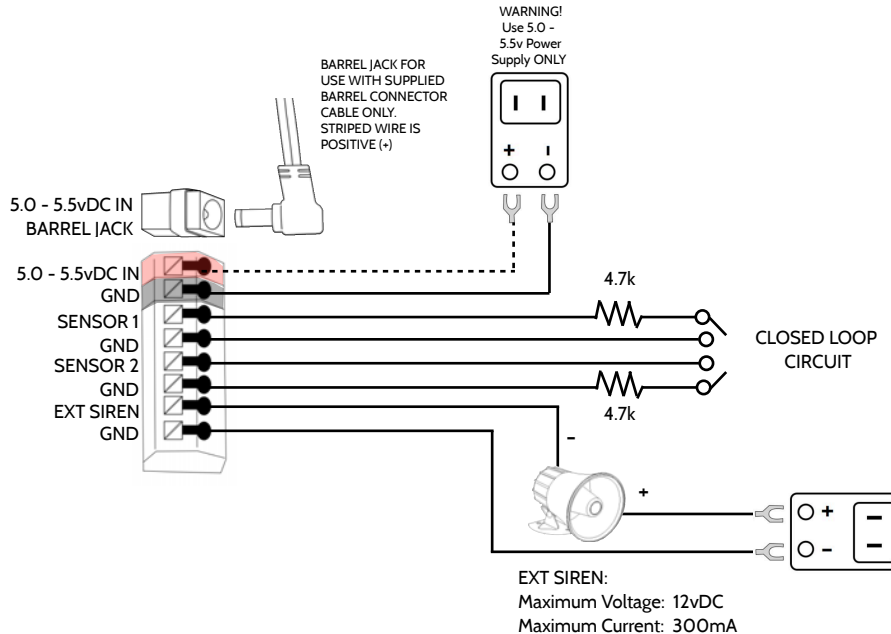 WARNING!
Use 5.0 -
5.5v Power
Supply ONLY
BARREL JACK FOR
USE WITH SUPPLIED
BARREL CONNECTOR
CABLE ONLY.
STRIPED WIRE IS
POSITIVE (+)
+ -
5.0 - 5.5vDC IN
BARREL JACK
5.0 - 5.5vDC IN
GND
SENSOR 1
GND
SENSOR 2
GND
EXT SIREN
GND
4.7k
CLOSED LOOP
CIRCUIT
4.7k
-
+
+
-
EXT SIREN:
Maximum Voltage: 12vDC
Maximum Current: 300mA